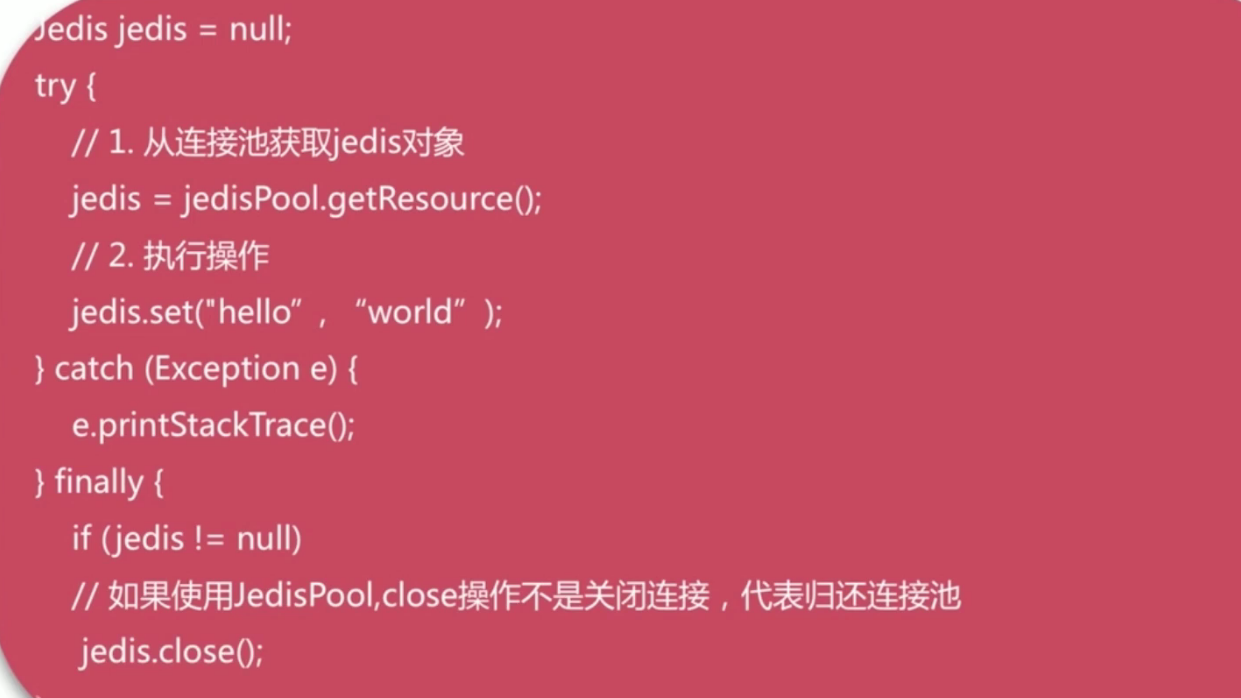 Jedis jedis = null;
try {
// 1. 从连接池获取jedis对象
jedis = jedisPool.getResource();
// 2. 执行操作
jedis.set("hello”, “world”);
} catch (Exception e) {
e.printStackTrace();
} finally {
if (jedis != null)
// 如果使用JedisPool,close操作不是关闭连接，代表归还连接池
jedis.close();